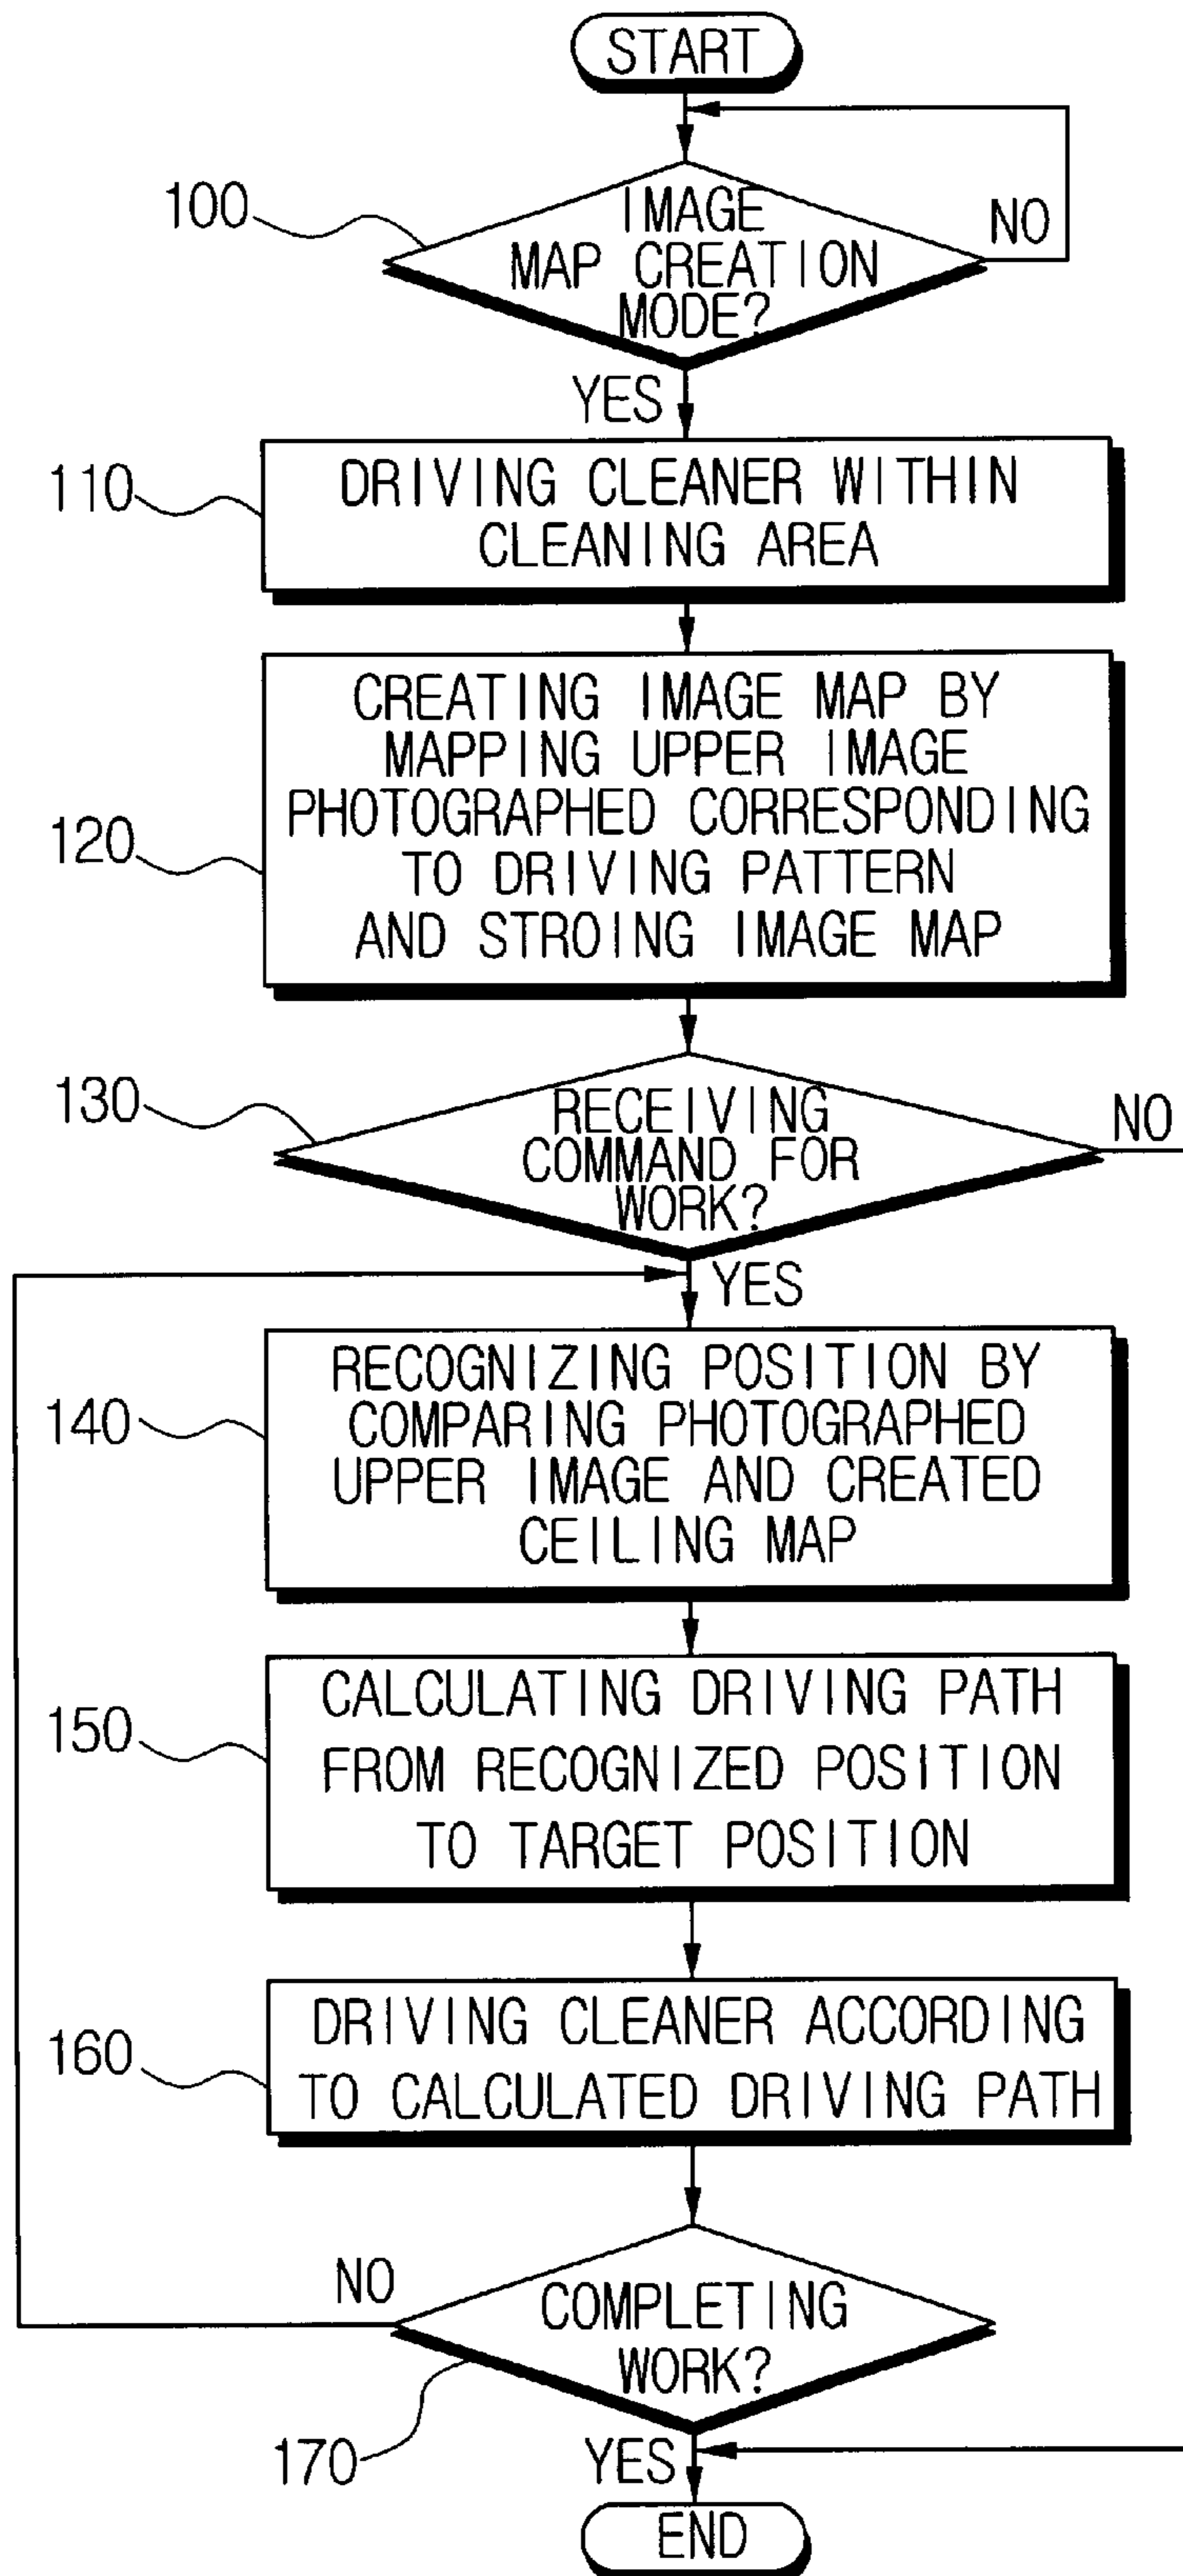 START
100
IMAGE
MAP CREATION
MODE?
NO
YES
110
DRIVING CLEANER WITHIN
CLEANING AREA
120
CREATING IMAGE MAP BY
MAPPING UPPER IMAGE
PHOTOGRAPHED CORRESPONDING
TO DRIVING PATTERN
AND STROING IMAGE MAP
130
RECEIVING
COMMAND FOR
WORK?
NO
YES
140
RECOGNIZING POSITION BY
COMPARING PHOTOGRAPHED
UPPER IMAGE AND CREATED
CEILING MAP
150
CALCULATING DRIVING PATH
FROM RECOGNIZED POSITION
TO TARGET POSITION
160
DRIVING CLEANER ACCORDING
TO CALCULATED DRIVING PATH
NO
COMPLETING
WORK?
170
YES
END